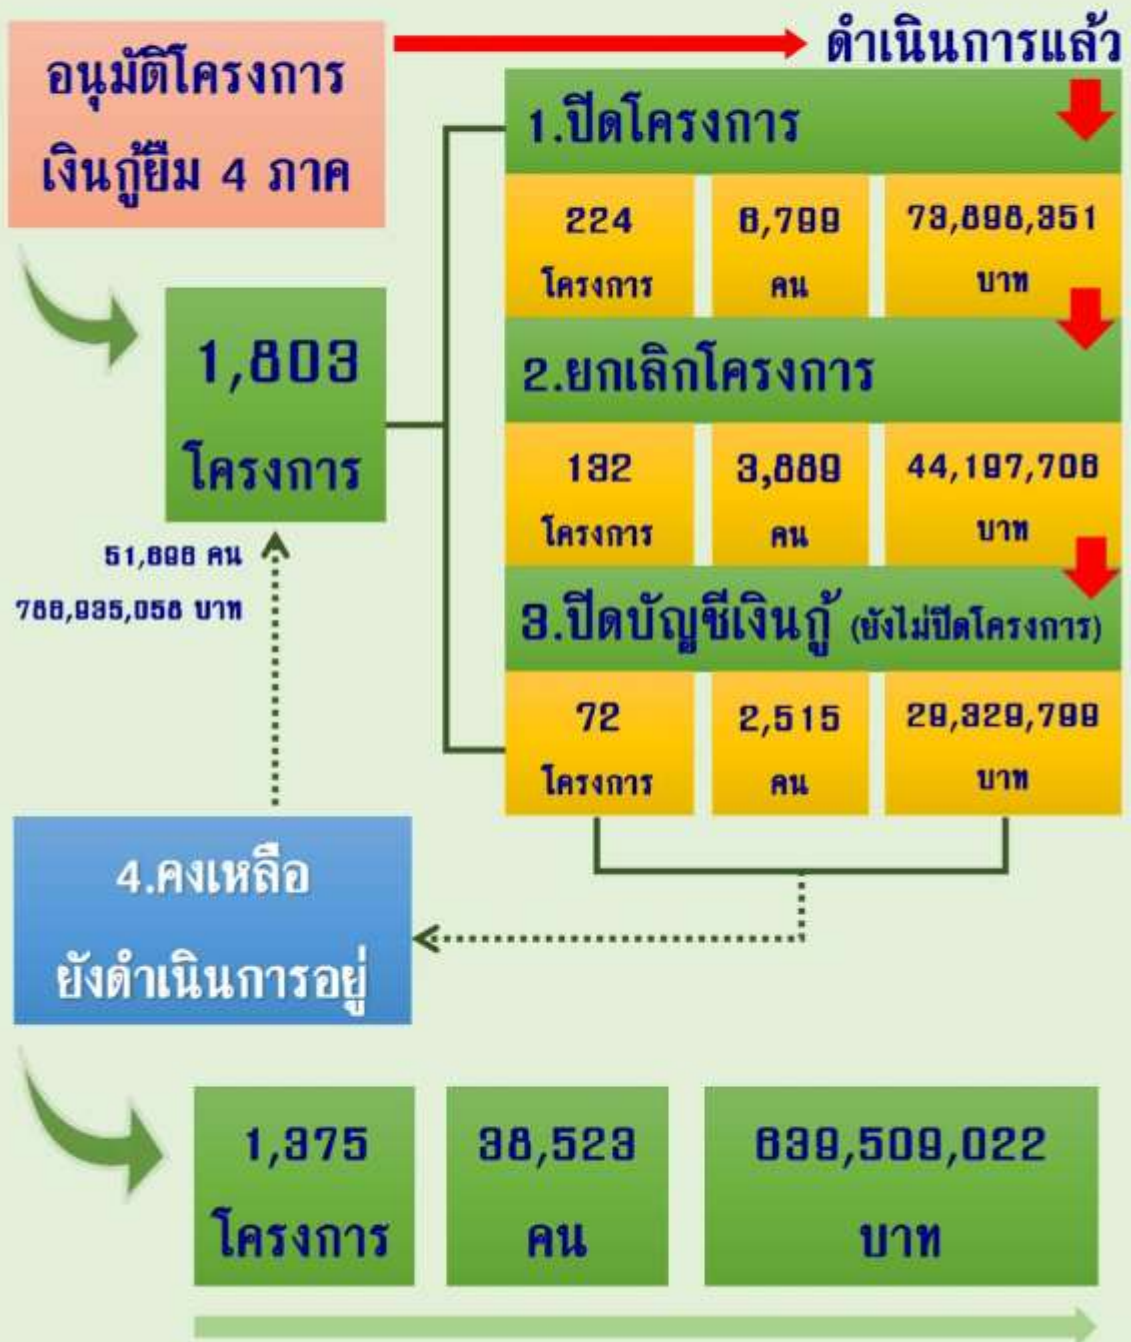 อนุมัติโครงการ
เงินกู้ยืม 4 ภาค
ดำเนินการแล้ว
1,803
โครงการ
51,696 คน
786,935,058 บาท
1.ปิดโครงการ
224 6,799 73,898,351
โครงการ คน บาท
2.ยกเลิกโครงการ
132 3,889 44,197,706
โครงการ คน บาท
3.ปิดบัญชีเงินกู้ (ยังไม่ปิดโครงการ)
72 2,515 29,329,799
โครงการ คน บาท
4.คงเหลือ
ยังดำเนินการอยู่
1,375 38,523 639,509,022
โครงการ คน บาท